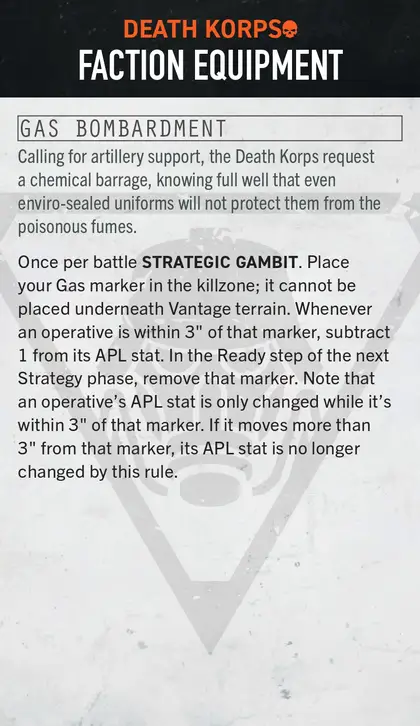 DEATH KORPS
FACTION EQUIPMENT
GAS BOMBARDMENT
Calling for artillery support, the Death Korps request
a chemical barrage, knowing full well that even
enviro-sealed uniforms will not protect them from the
poisonous fumes.
Once per battle STRATEGIC GAMBIT. Place
your Gas marker in the killzone; it cannot be
placed underneath Vantage terrain. Whenever
an operative is within 3" of that marker, subtract
1 from its APL stat. In the Ready step of the next
Strategy phase, remove that marker. Note that
an operative's APL stat is only changed while it's
within 3" of that marker. If it moves more than
3" from that marker, its APL stat is no longer
changed by this rule.